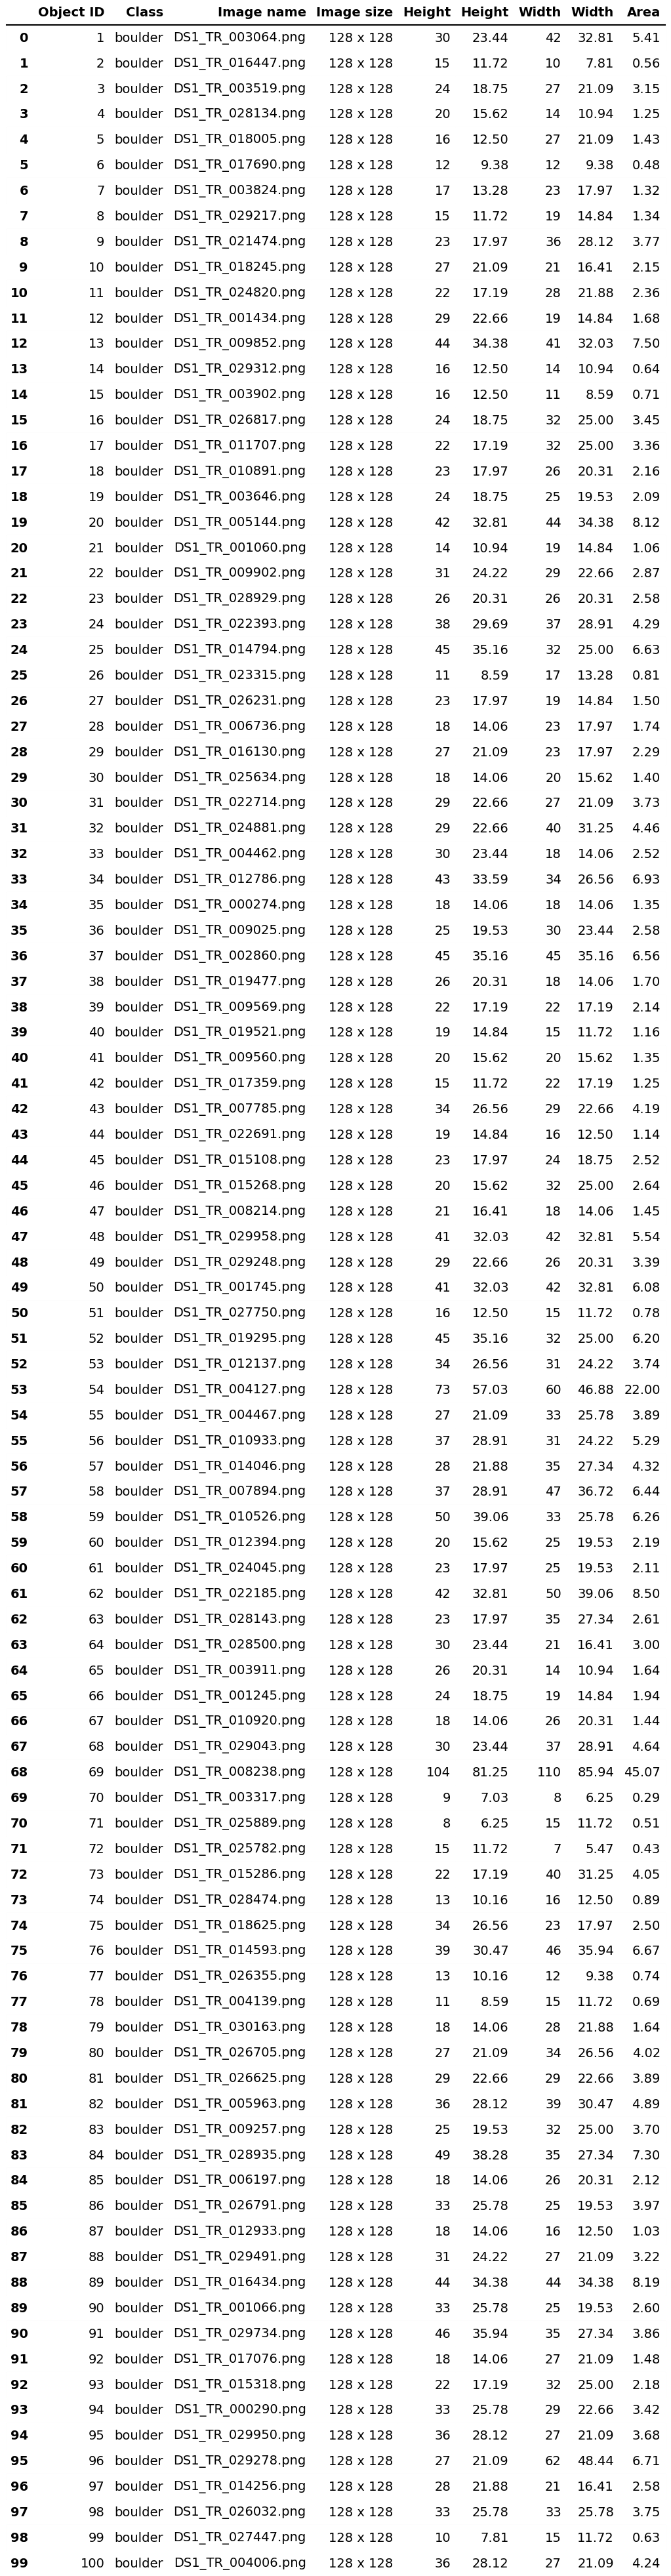 Object ID Class Image name Image size Height Height Width Width Area
0 1 boulder DS1_TR_003064.png 128 x 128 30 23.44 42 32.81 5.41
1 2 boulder DS1_TR_016447.png 128 x 128 15 11.72 10 7.81 0.56
2 3 boulder DS1_TR_003519.png 128 x 128 24 18.75 27 21.09 3.15
3 4 boulder DS1_TR_028134.png 128 x 128 20 15.62 14 10.94 1.25
4 5 boulder DS1_TR_018005.png 128 x 128 16 12.50 27 21.09 1.43
5 6 boulder DS1_TR_017690.png 128 x 128 12 9.38 12 9.38 0.48
6 7 boulder DS1_TR_003824.png 128 x 128 17 13.28 23 17.97 1.32
7 8 boulder DS1_TR_029217.png 128 x 128 15 11.72 19 14.84 1.34
8 9 boulder DS1_TR_021474.png 128 x 128 23 17.97 36 28.12 3.77
9 10 boulder DS1_TR_018245.png 128 x 128 27 21.09 21 16.41 2.15
10 11 boulder DS1_TR_024820.png 128 x 128 22 17.19 28 21.88 2.36
11 12 boulder DS1_TR_001434.png 128 x 128 29 22.66 19 14.84 1.68
12 13 boulder DS1_TR_009852.png 128 x 128 44 34.38 41 32.03 7.50
13 14 boulder DS1_TR_029312.png 128 x 128 16 12.50 14 10.94 0.64
14 15 boulder DS1_TR_003902.png 128 x 128 16 12.50 11 8.59 0.71
15 16 boulder DS1_TR_026817.png 128 x 128 24 18.75 32 25.00 3.45
16 17 boulder DS1_TR_011707.png 128 x 128 22 17.19 32 25.00 3.36
17 18 boulder DS1_TR_010891.png 128 x 128 23 17.97 26 20.31 2.16
18 19 boulder DS1_TR_003646.png 128 x 128 24 18.75 25 19.53 2.09
19 20 boulder DS1_TR_005144.png 128 x 128 42 32.81 44 34.38 8.12
20 21 boulder DS1_TR_001060.png 128 x 128 14 10.94 19 14.84 1.06
21 22 boulder DS1_TR_009902.png 128 x 128 31 24.22 29 22.66 2.87
22 23 boulder DS1_TR_028929.png 128 x 128 26 20.31 26 20.31 2.58
23 24 boulder DS1_TR_022393.png 128 x 128 38 29.69 37 28.91 4.29
24 25 boulder DS1_TR_014794.png 128 x 128 45 35.16 32 25.00 6.63
25 26 boulder DS1_TR_023315.png 128 x 128 11 8.59 17 13.28 0.81
26 27 boulder DS1_TR_026231.png 128 x 128 23 17.97 19 14.84 1.50
27 28 boulder DS1_TR_006736.png 128 x 128 18 14.06 23 17.97 1.74
28 29 boulder DS1_TR_016130.png 128 x 128 27 21.09 23 17.97 2.29
29 30 boulder DS1_TR_025634.png 128 x 128 18 14.06 20 15.62 1.40
30 31 boulder DS1_TR_022714.png 128 x 128 29 22.66 27 21.09 3.73
31 32 boulder DS1_TR_024881.png 128 x 128 29 22.66 40 31.25 4.46
32 33 boulder DS1_TR_004462.png 128 x 128 30 23.44 18 14.06 2.52
33 34 boulder DS1_TR_012786.png 128 x 128 43 33.59 34 26.56 6.93
34 35 boulder DS1_TR_000274.png 128 x 128 18 14.06 18 14.06 1.35
35 36 boulder DS1_TR_009025.png 128 x 128 25 19.53 30 23.44 2.58
36 37 boulder DS1_TR_002860.png 128 x 128 45 35.16 45 35.16 6.56
37 38 boulder DS1_TR_019477.png 128 x 128 26 20.31 18 14.06 1.70
38 39 boulder DS1_TR_009569.png 128 x 128 22 17.19 22 17.19 2.14
39 40 boulder DS1_TR_019521.png 128 x 128 19 14.84 15 11.72 1.16
40 41 boulder DS1_TR_009560.png 128 x 128 20 15.62 20 15.62 1.35
41 42 boulder DS1_TR_017359.png 128 x 128 15 11.72 22 17.19 1.25
42 43 boulder DS1_TR_007785.png 128 x 128 34 26.56 29 22.66 4.19
43 44 boulder DS1_TR_022691.png 128 x 128 19 14.84 16 12.50 1.14
44 45 boulder DS1_TR_015108.png 128 x 128 23 17.97 24 18.75 2.52
45 46 boulder DS1_TR_015268.png 128 x 128 20 15.62 32 25.00 2.64
46 47 boulder DS1_TR_008214.png 128 x 128 21 16.41 18 14.06 1.45
47 48 boulder DS1_TR_029958.png 128 x 128 41 32.03 42 32.81 5.54
48 49 boulder DS1_TR_029248.png 128 x 128 29 22.66 26 20.31 3.39
49 50 boulder DS1_TR_001745.png 128 x 128 41 32.03 42 32.81 6.08
50 51 boulder DS1_TR_027750.png 128 x 128 16 12.50 15 11.72 0.78
51 52 boulder DS1_TR_019295.png 128 x 128 45 35.16 32 25.00 6.20
52 53 boulder DS1_TR_012137.png 128 x 128 34 26.56 31 24.22 3.74
53 54 boulder DS1_TR_004127.png 128 x 128 73 57.03 60 46.88 22.00
54 55 boulder DS1_TR_004467.png 128 x 128 27 21.09 33 25.78 3.89
55 56 boulder DS1_TR_010933.png 128 x 128 37 28.91 31 24.22 5.29
56 57 boulder DS1_TR_014046.png 128 x 128 28 21.88 35 27.34 4.32
57 58 boulder DS1_TR_007894.png 128 x 128 37 28.91 47 36.72 6.44
58 59 boulder DS1_TR_010526.png 128 x 128 50 39.06 33 25.78 6.26
59 60 boulder DS1_TR_012394.png 128 x 128 20 15.62 25 19.53 2.19
60 61 boulder DS1_TR_024045.png 128 x 128 23 17.97 25 19.53 2.11
61 62 boulder DS1_TR_022185.png 128 x 128 42 32.81 50 39.06 8.50
62 63 boulder DS1_TR_028143.png 128 x 128 23 17.97 35 27.34 2.61
63 64 boulder DS1_TR_028500.png 128 x 128 30 23.44 21 16.41 3.00
64 65 boulder DS1_TR_003911.png 128 x 128 26 20.31 14 10.94 1.64
65 66 boulder DS1_TR_001245.png 128 x 128 24 18.75 19 14.84 1.94
66 67 boulder DS1_TR_010920.png 128 x 128 18 14.06 26 20.31 1.44
67 68 boulder DS1_TR_029043.png 128 x 128 30 23.44 37 28.91 4.64
68 69 boulder DS1_TR_008238.png 128 x 128 104 81.25 110 85.94 45.07
69 70 boulder DS1_TR_003317.png 128 x 128 9 7.03 8 6.25 0.29
70 71 boulder DS1_TR_025889.png 128 x 128 8 6.25 15 11.72 0.51
71 72 boulder DS1_TR_025782.png 128 x 128 15 11.72 7 5.47 0.43
72 73 boulder DS1_TR_015286.png 128 x 128 22 17.19 40 31.25 4.05
73 74 boulder DS1_TR_028474.png 128 x 128 13 10.16 16 12.50 0.89
74 75 boulder DS1_TR_018625.png 128 x 128 34 26.56 23 17.97 2.50
75 76 boulder DS1_TR_014593.png 128 x 128 39 30.47 46 35.94 6.67
76 77 boulder DS1_TR_026355.png 128 x 128 13 10.16 12 9.38 0.74
77 78 boulder DS1_TR_004139.png 128 x 128 11 8.59 15 11.72 0.69
78 79 boulder DS1_TR_030163.png 128 x 128 18 14.06 28 21.88 1.64
79 80 boulder DS1_TR_026705.png 128 x 128 27 21.09 34 26.56 4.02
80 81 boulder DS1_TR_026625.png 128 x 128 29 22.66 29 22.66 3.89
81 82 boulder DS1_TR_005963.png 128 x 128 36 28.12 39 30.47 4.89
82 83 boulder DS1_TR_009257.png 128 x 128 25 19.53 32 25.00 3.70
83 84 boulder DS1_TR_028935.png 128 x 128 49 38.28 35 27.34 7.30
84 85 boulder DS1_TR_006197.png 128 x 128 18 14.06 26 20.31 2.12
85 86 boulder DS1_TR_026791.png 128 x 128 33 25.78 25 19.53 3.97
86 87 boulder DS1_TR_012933.png 128 x 128 18 14.06 16 12.50 1.03
87 88 boulder DS1_TR_029491.png 128 x 128 31 24.22 27 21.09 3.22
88 89 boulder DS1_TR_016434.png 128 x 128 44 34.38 44 34.38 8.19
89 90 boulder DS1_TR_001066.png 128 x 128 33 25.78 25 19.53 2.60
90 91 boulder DS1_TR_029734.png 128 x 128 46 35.94 35 27.34 3.86
91 92 boulder DS1_TR_017076.png 128 x 128 18 14.06 27 21.09 1.48
92 93 boulder DS1_TR_015318.png 128 x 128 22 17.19 32 25.00 2.18
93 94 boulder DS1_TR_000290.png 128 x 128 33 25.78 29 22.66 3.42
94 95 boulder DS1_TR_029950.png 128 x 128 36 28.12 27 21.09 3.68
95 96 boulder DS1_TR_029278.png 128 x 128 27 21.09 62 48.44 6.71
96 97 boulder DS1_TR_014256.png 128 x 128 28 21.88 21 16.41 2.58
97 98 boulder DS1_TR_026032.png 128 x 128 33 25.78 33 25.78 3.75
98 99 boulder DS1_TR_027447.png 128 x 128 10 7.81 15 11.72 0.63
99 100 boulder DS1_TR_004006.png 128 x 128 36 28.12 27 21.09 4.24